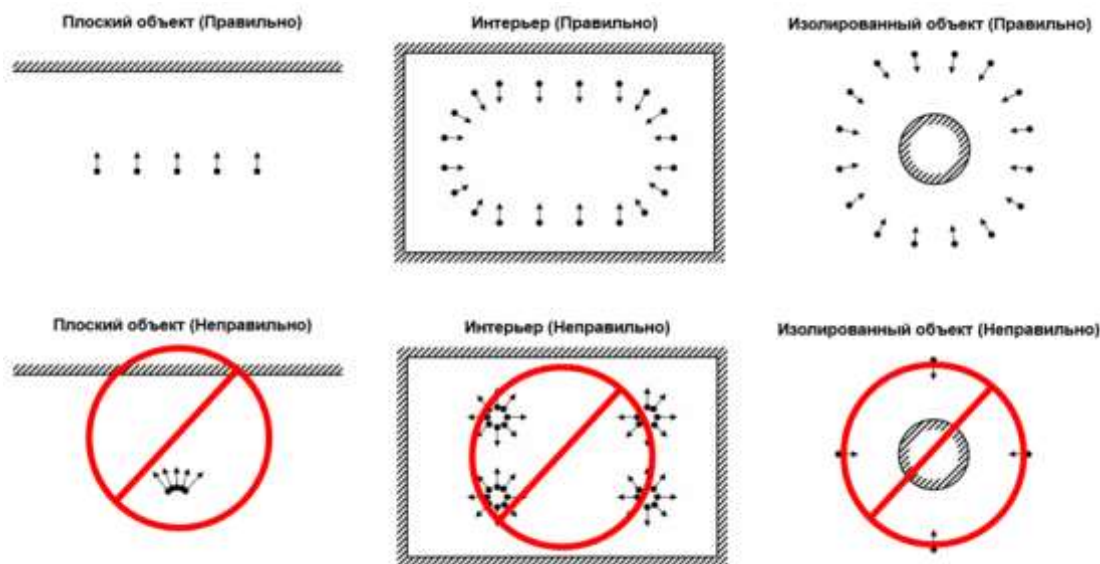 Плоский объект (Правильно)
Интерьер (Правильно)
Изолированный объект (Правильно)
Плоский объект (Неправильно)
Интерьер (Неправильно)
Изолированный объект (Неправильно)